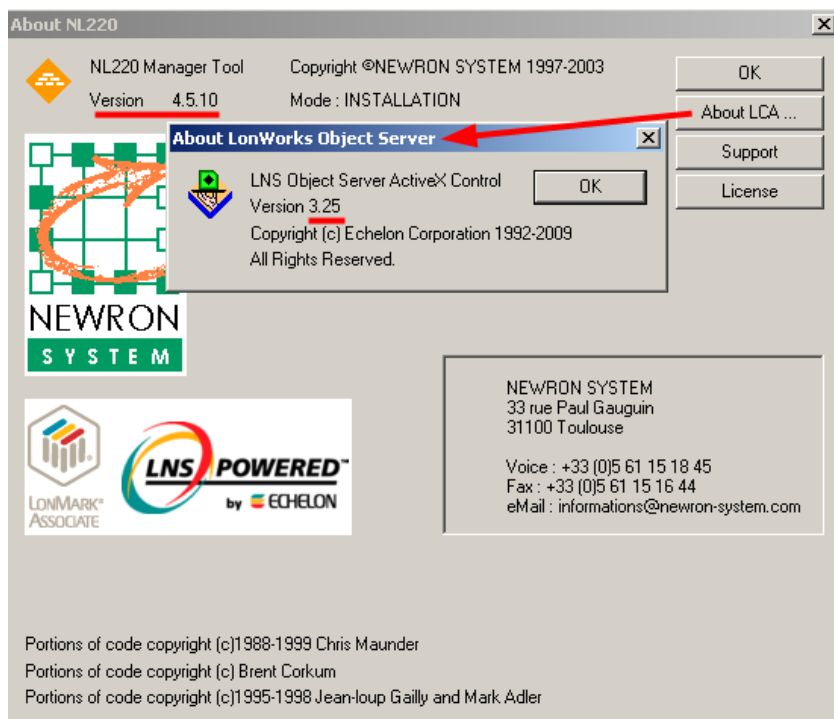 About NL220
NL220 Manager Tool
Copyright ©NEWRON SYSTEM 1997-2003
Version 4.5.10
Mode : INSTALLATION
OK
About LCA ...
Support
License
About LonWorks Object Server
LNS Object Server ActiveX Control
Version 3.25
Copyright (c) Echelon Corporation 1992-2009
All Rights Reserved.
OK
NEWRON
SYSTEM
LONMARK®
ASSOCIATE
LNS POWERED™
by ECHELON
NEWRON SYSTEM
33 rue Paul Gauguin
31100 Toulouse
Voice : +33 (0)5 61 15 18 45
Fax : +33 (0)5 61 15 16 44
eMail : informations@newron-system.com
Portions of code copyright (c)1988-1999 Chris Maunder
Portions of code copyright (c) Brent Corkum
Portions of code copyright (c)1995-1998 Jean-loup Gailly and Mark Adler